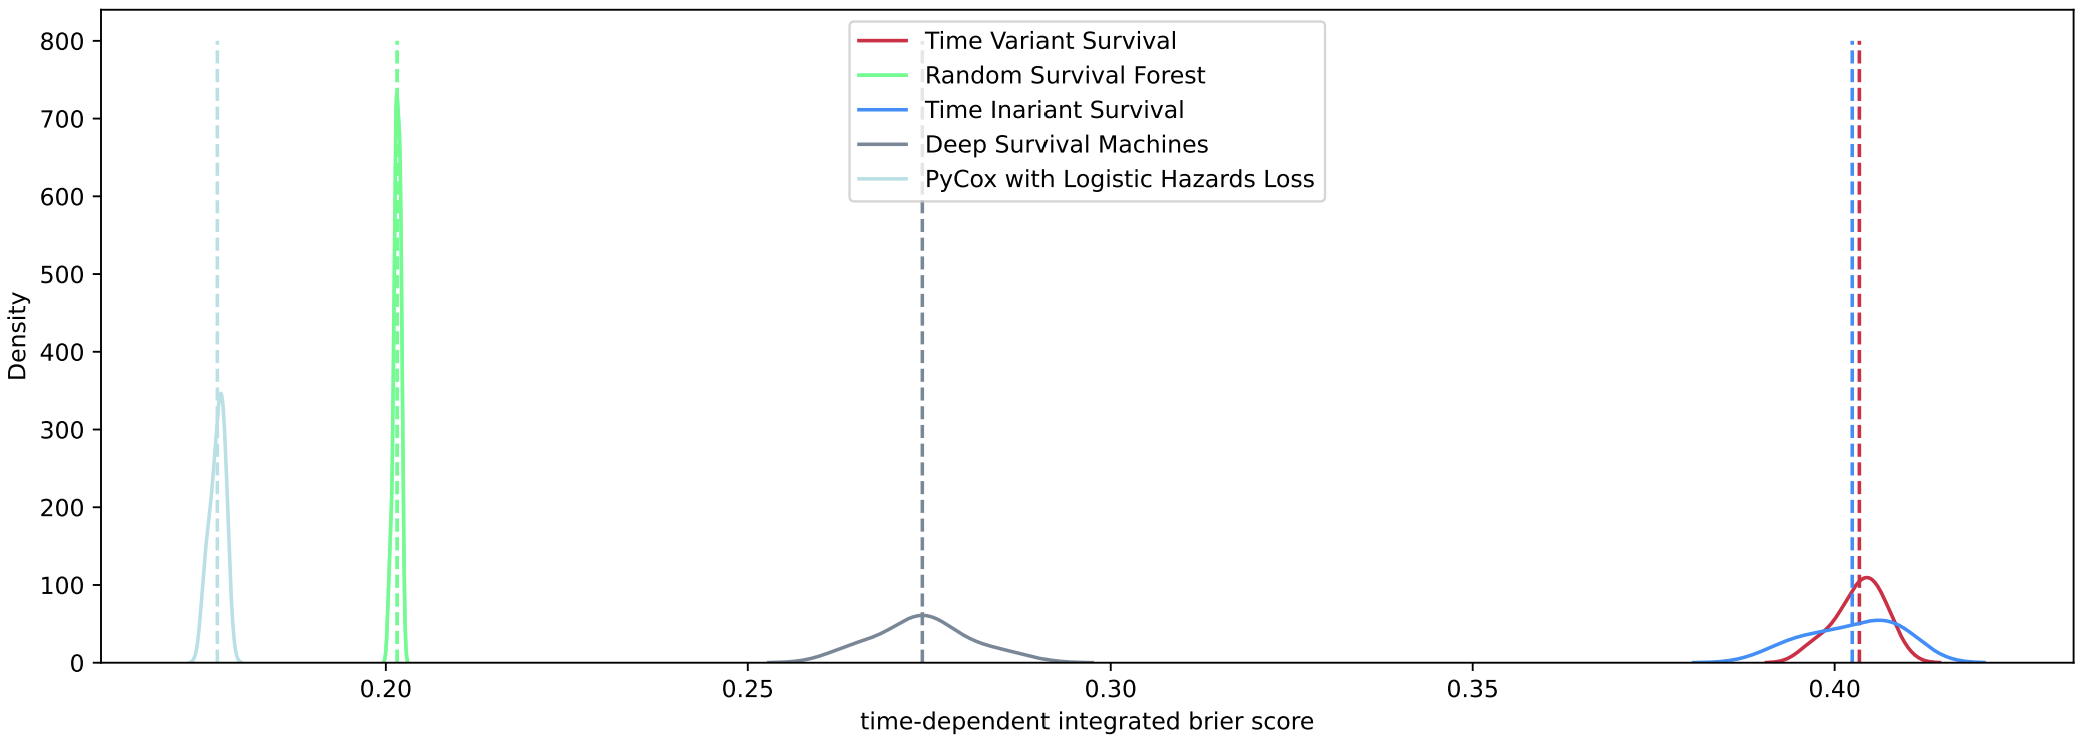 Time Variant Survival
Random Survival Forest
Time Inariant Survival
Deep Survival Machines
PyCox with Logistic Hazards Loss
800
700
600
500
400
300
200
100
0
Density
0.20 0.25 0.30 0.35 0.40
time-dependent integrated brier score